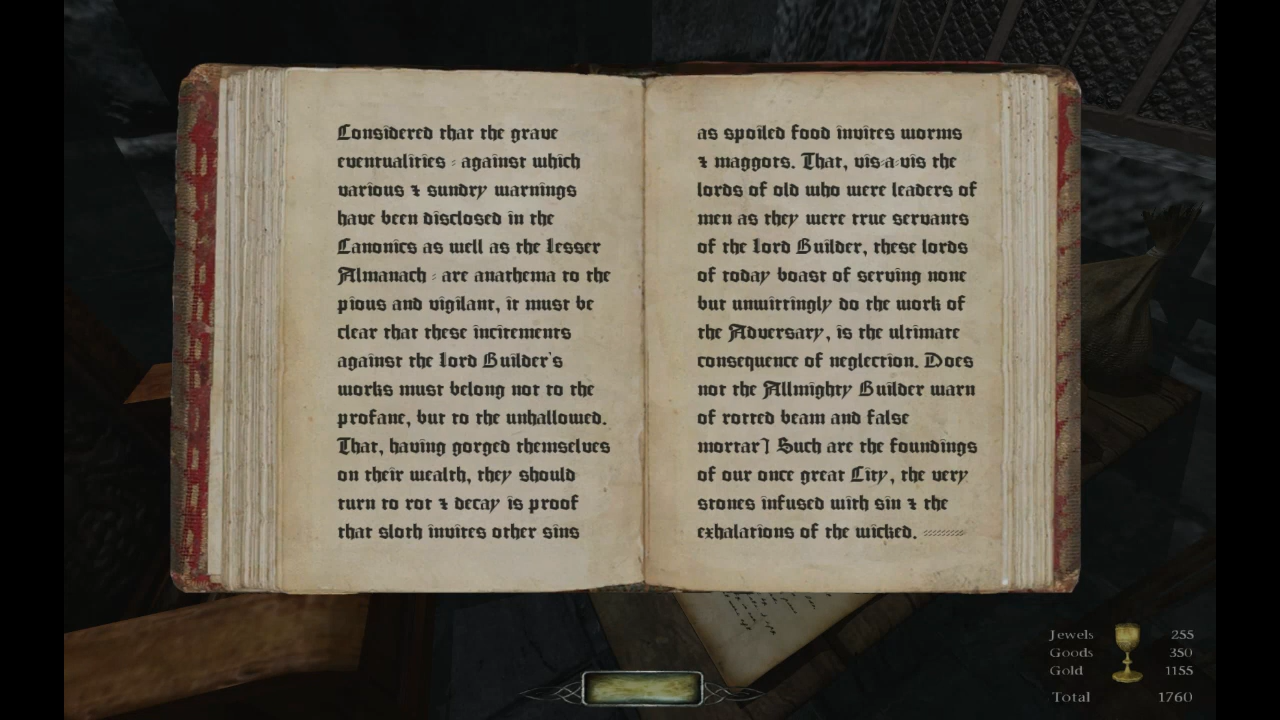 Considered that the grave
eventualities - against which
various & sundry warnings
have been disclosed in the
Canonics as well as the lesser
Almanach - are anathema to the
pious and vigilant, it must be
clear that these incitements
against the lord Builder's
works must belong not to the
profane, but to the unhallowed.
That, having gorged themselves
on their wealth, they should
turn to rot & decay is proof
that sloth invites other sins
as spoiled food invites worms
& maggots. That, vis-a-vis the
lords of old who were leaders of
men as they were true servants
of the lord Builder, these lords
of today boast of serving none
but unwittingly do the work of
the Adversary, is the ultimate
consequence of neglection. Does
not the Allmighty Builder warn
of rotted beam and false
mortar? Such are the foundings
of our once great City, the very
stones infused with sin & the
exhalations of the wicked.
Jewels 255
Goods 350
Gold 1155
Total 1760